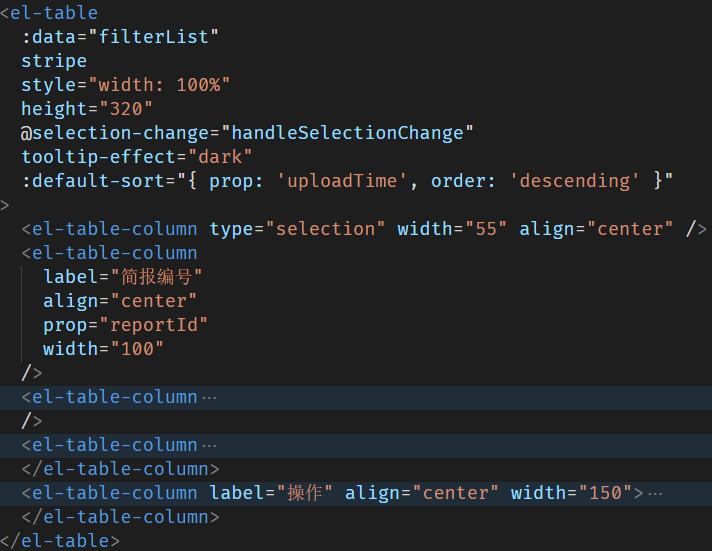 <el-table
:data="filterList"
stripe
style="width: 100%"
height="320"
@selection-change="handleSelectionChange"
tooltip-effect="dark"
:default-sort="{ prop: 'uploadTime', order: 'descending' }"
>
<el-table-column type="selection" width="55" align="center" />
<el-table-column
label="简报编号"
align="center"
prop="reportId"
width="100"
/>
<el-table-column···
/>
<el-table-column···
</el-table-column>
<el-table-column label="操作" align="center" width="150">···
</el-table-column>
</el-table>